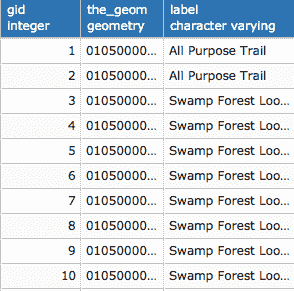 gid the_geom label
integer geometry character varying
1 01050000... All Purpose Trail
2 01050000... All Purpose Trail
3 01050000... Swamp Forest Loo...
4 01050000... Swamp Forest Loo...
5 01050000... Swamp Forest Loo...
6 01050000... Swamp Forest Loo...
7 01050000... Swamp Forest Loo...
8 01050000... Swamp Forest Loo...
9 01050000... Swamp Forest Loo...
10 01050000... Swamp Forest Loo...